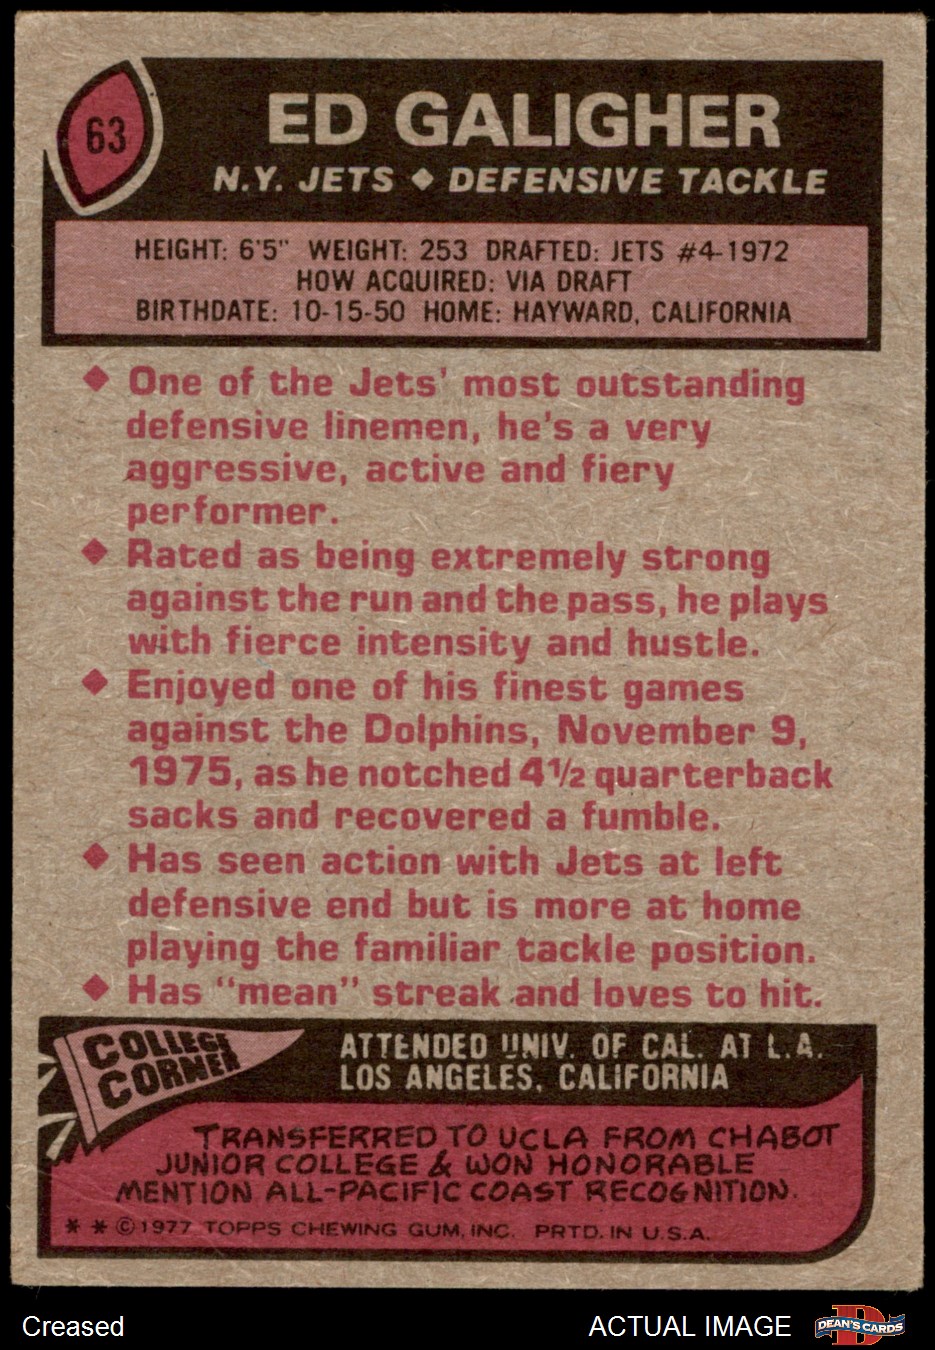 63
ED GALIGHER
N.Y. JETS ◆ DEFENSIVE TACKLE
HEIGHT: 6'5" WEIGHT: 253 DRAFTED: JETS #4-1972
HOW ACQUIRED: VIA DRAFT
BIRTHDATE: 10-15-50 HOME: HAYWARD, CALIFORNIA
◆ One of the Jets' most outstanding
defensive linemen, he's a very
aggressive, active and fiery
performer.
◆ Rated as being extremely strong
against the run and the pass, he plays
with fierce intensity and hustle.
◆ Enjoyed one of his finest games
against the Dolphins, November 9,
1975, as he notched 4½ quarterback
sacks and recovered a fumble.
◆ Has seen action with Jets at left
defensive end but is more at home
playing the familiar tackle position.
◆ Has "mean" streak and loves to hit.
COLLEGE
CORNER
ATTENDED UNIV. OF CAL. AT L.A.
LOS ANGELES, CALIFORNIA
TRANSFERRED TO UCLA FROM CHABOT
JUNIOR COLLEGE & WON HONORABLE
MENTION ALL-PACIFIC COAST RECOGNITION.
* * © 1977 TOPPS CHEWING GUM, INC. PRTD. IN U.S.A.
Creased
ACTUAL IMAGE
DEAN'S CARDS